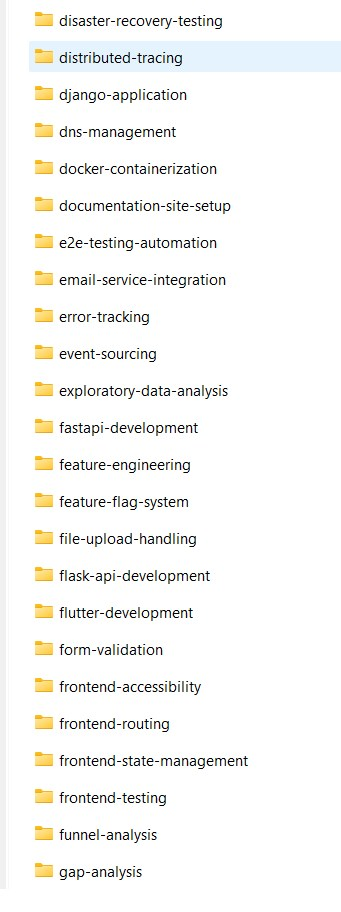 disaster-recovery-testing
distributed-tracing
django-application
dns-management
docker-containerization
documentation-site-setup
e2e-testing-automation
email-service-integration
error-tracking
event-sourcing
exploratory-data-analysis
fastapi-development
feature-engineering
feature-flag-system
file-upload-handling
flask-api-development
flutter-development
form-validation
frontend-accessibility
frontend-routing
frontend-state-management
frontend-testing
funnel-analysis
gap-analysis